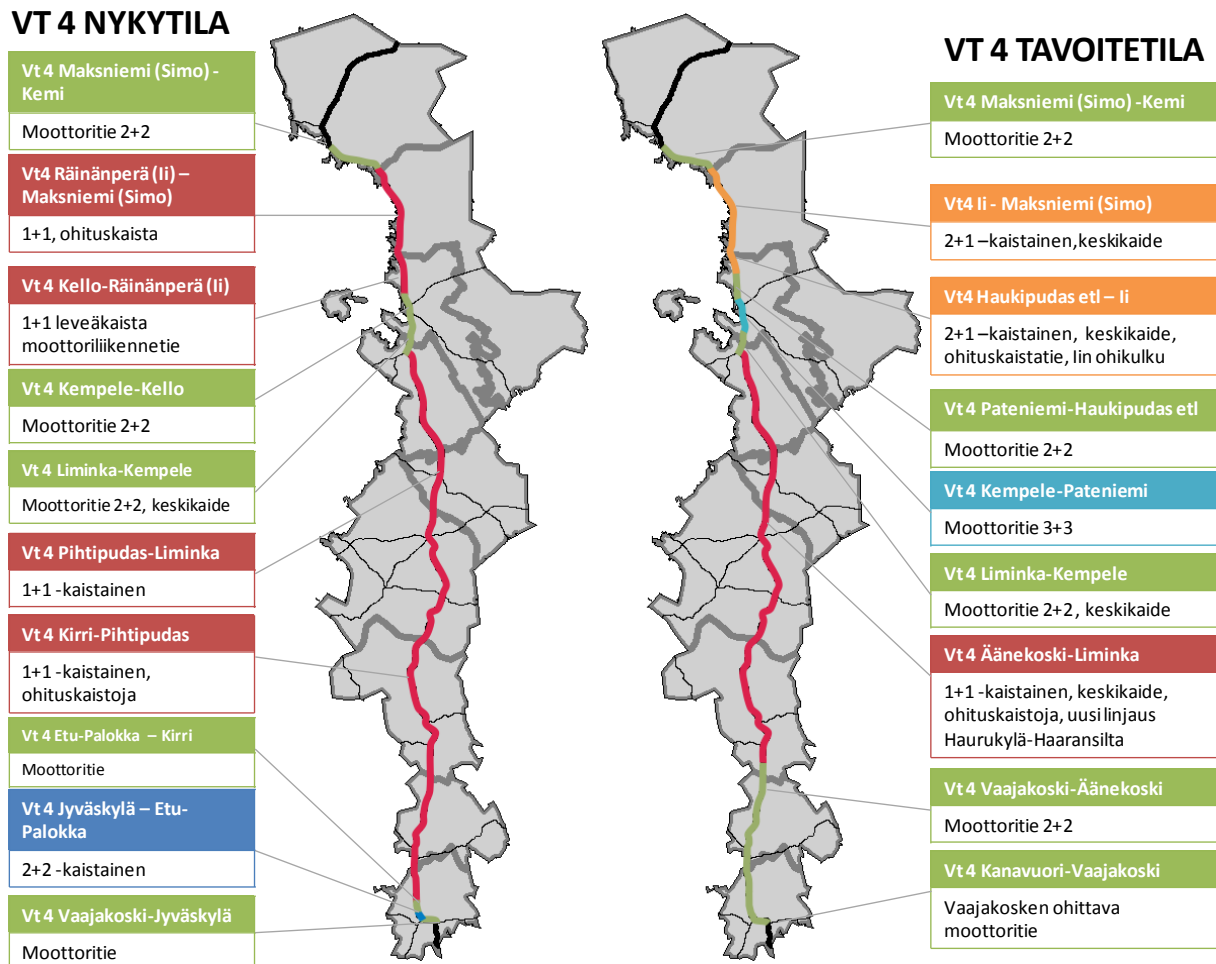 VT 4 NYKYTILA
Vt 4 Maksniemi (Simo) -
Kemi
Moottoritie 2+2
Vt4 Räinänperä (Ii) –
Maksniemi (Simo)
1+1, ohituskaista
Vt 4 Kello-Räinänperä (Ii)
1+1 leveäkaista
moottoriliikennetie
Vt 4 Kempele-Kello
Moottoritie 2+2
Vt 4 Liminka-Kempele
Moottoritie 2+2, keskikaide
Vt 4 Pihtipudas-Liminka
1+1 -kaistainen
Vt 4 Kirri-Pihtipudas
1+1 -kaistainen,
ohituskaistoja
Vt 4 Etu-Palokka – Kirri
Moottoritie
Vt 4 Jyväskylä – Etu-
Palokka
2+2 -kaistainen
Vt 4 Vaajakoski-Jyväskylä
Moottoritie
VT 4 TAVOITETILA
Vt 4 Maksniemi (Simo) -Kemi
Moottoritie 2+2
Vt4 Ii - Maksniemi (Simo)
2+1 –kaistainen,keskikaide
Vt4 Haukipudas etl – Ii
2+1 –kaistainen, keskikaide,
ohituskaistatie, Iin ohikulku
Vt 4 Pateniemi-Haukipudas etl
Moottoritie 2+2
Vt 4 Kempele-Pateniemi
Moottoritie 3+3
Vt 4 Liminka-Kempele
Moottoritie 2+2, keskikaide
Vt 4 Äänekoski-Liminka
1+1 -kaistainen, keskikaide,
ohituskaistoja, uusi linjaus
Haurukylä-Haaransilta
Vt 4 Vaajakoski-Äänekoski
Moottoritie 2+2
Vt 4 Kanavuori-Vaajakoski
Vaajakosken ohittava
moottoritie